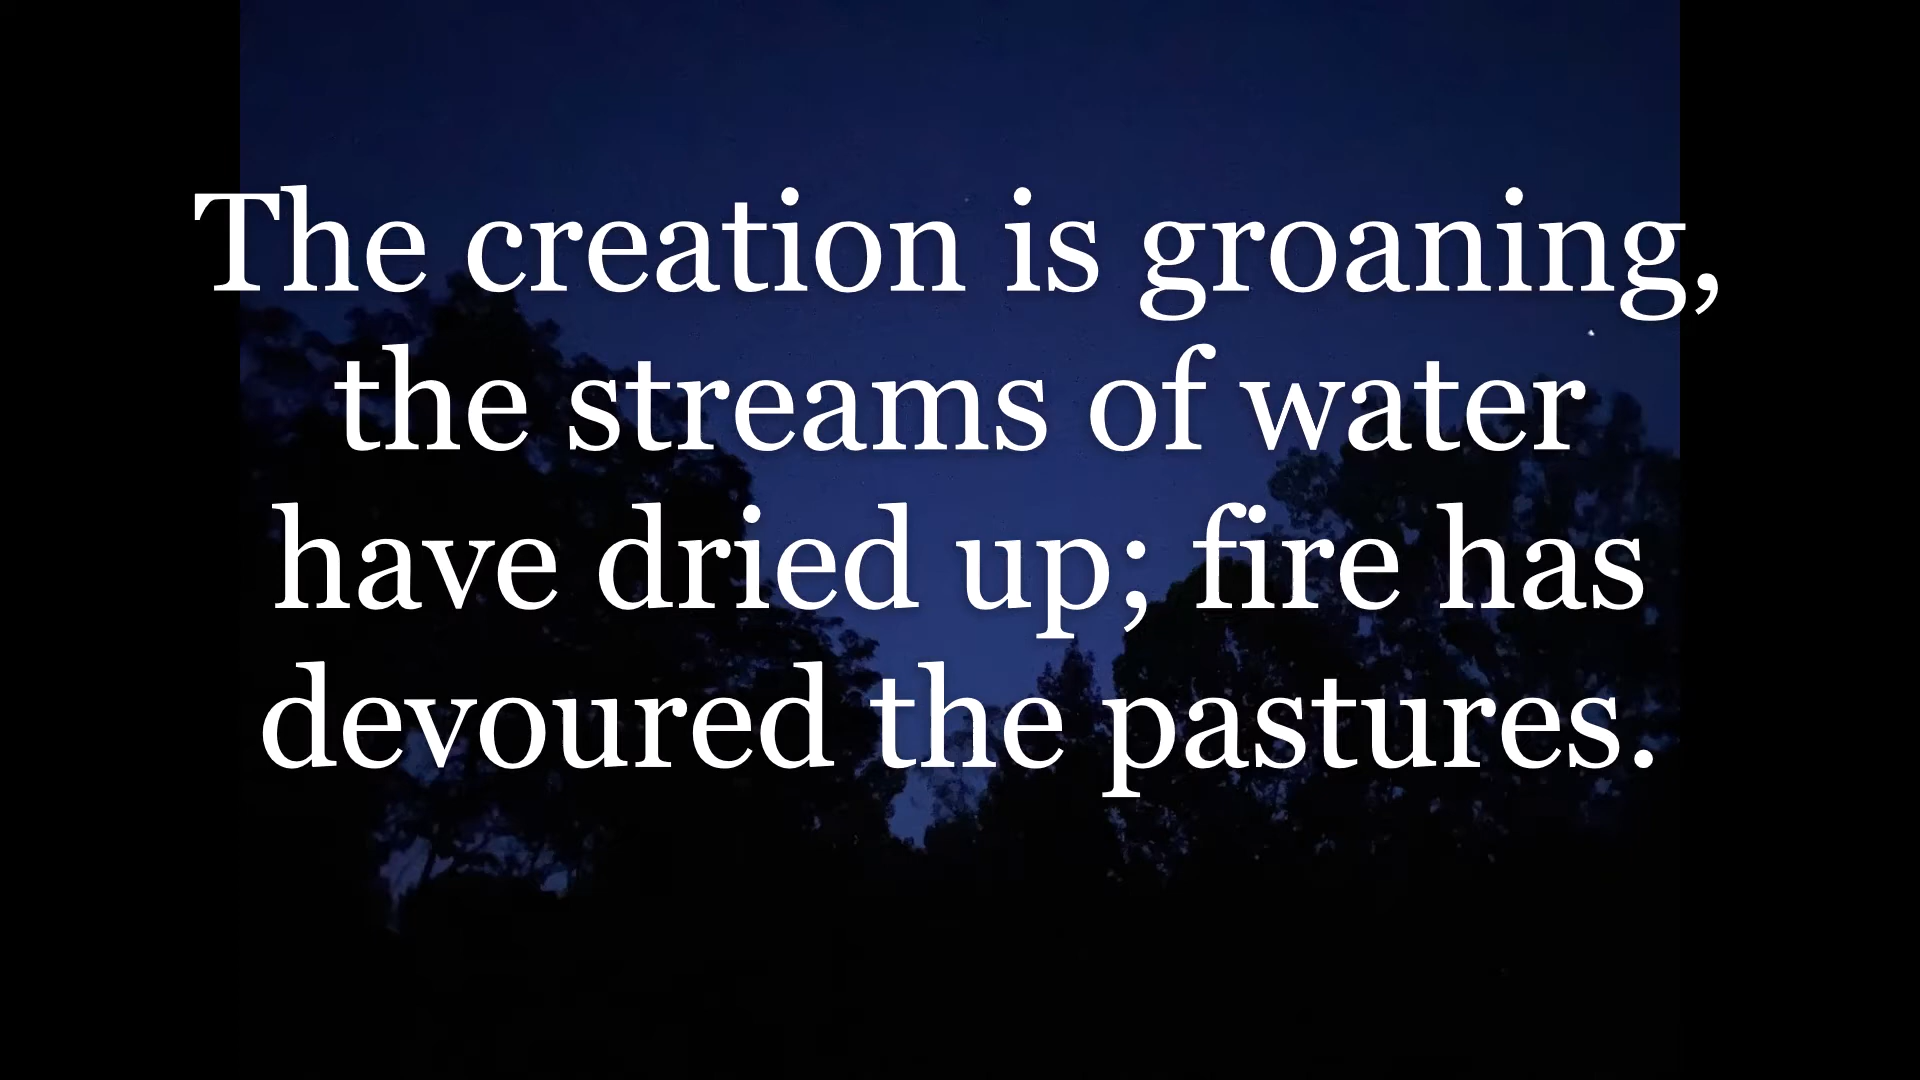 The creation is groaning,
the streams of water
have dried up; fire has
devoured the pastures.